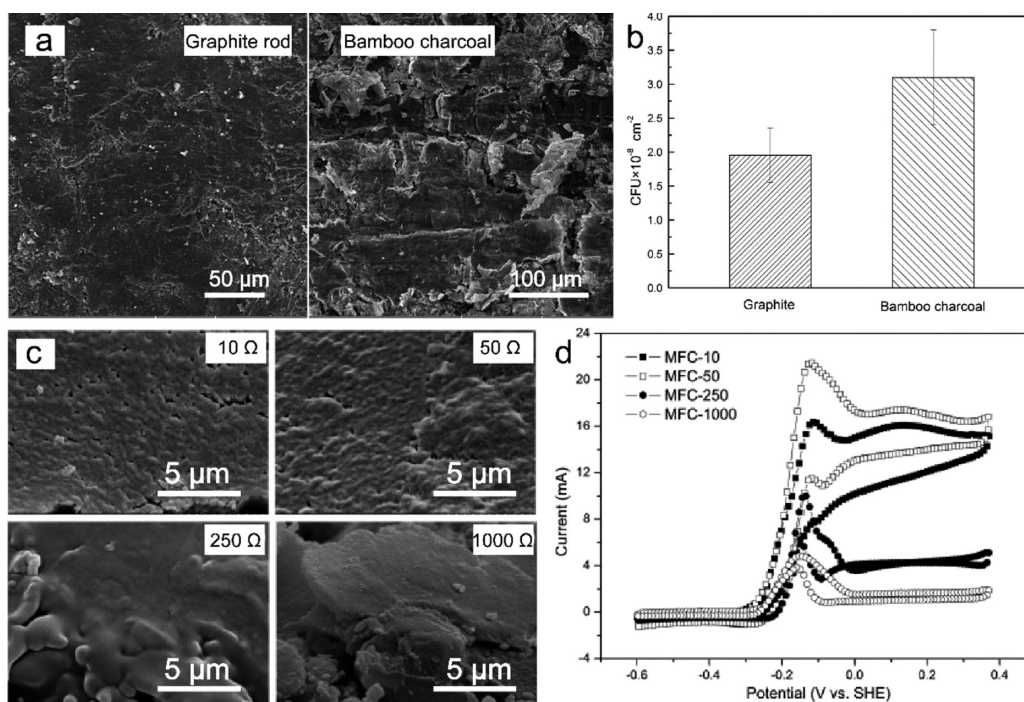 a
Graphite rod
Bamboo charcoal
50 µm
100 µm
b
CFU×10⁻⁸ cm⁻²
4.0
3.5
3.0
2.5
2.0
1.5
1.0
0.5
0.0
Graphite
Bamboo charcoal
c
10 Ω
50 Ω
5 µm
5 µm
250 Ω
1000 Ω
5 µm
5 µm
d
MFC-10
MFC-50
MFC-250
MFC-1000
Current (mA)
24
20
16
12
8
4
0
-4
-0.6
-0.4
-0.2
0.0
0.2
0.4
Potential (V vs. SHE)